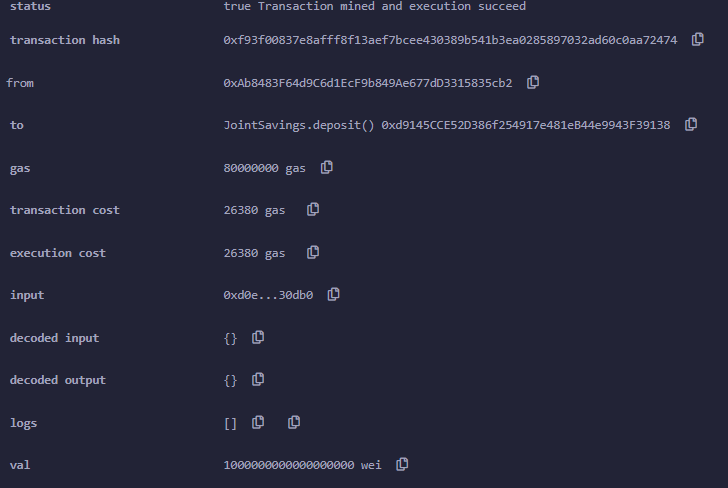 status true Transaction mined and execution succeed
transaction hash 0xf93f00837e8afff8f13aef7bcee430389b541b3ea0285897032ad60c0aa72474
from 0xAb8483F64d9C6d1EcF9b849Ae677dD3315835cb2
to JointSavings.deposit() 0xd9145CCE52D386f254917e481eB44e9943F39138
gas 80000000 gas
transaction cost 26380 gas
execution cost 26380 gas
input 0xd0e...30db0
decoded input {}
decoded output {}
logs []
val 1000000000000000000 wei